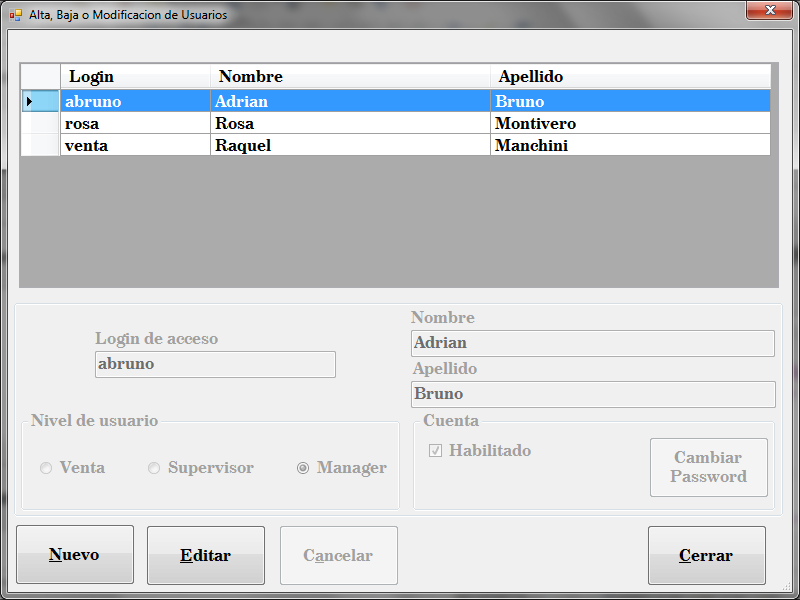 Alta, Baja o Modificacion de Usuarios
Login Nombre Apellido
abruno Adrian Bruno
rosa Rosa Montivero
venta Raquel Manchini
Nombre
Login de acceso
Adrian
abruno
Apellido
Bruno
Nivel de usuario
Cuenta
Venta Supervisor Manager
Habilitado
Cambiar
Password
Nuevo Editar Cancelar Cerrar